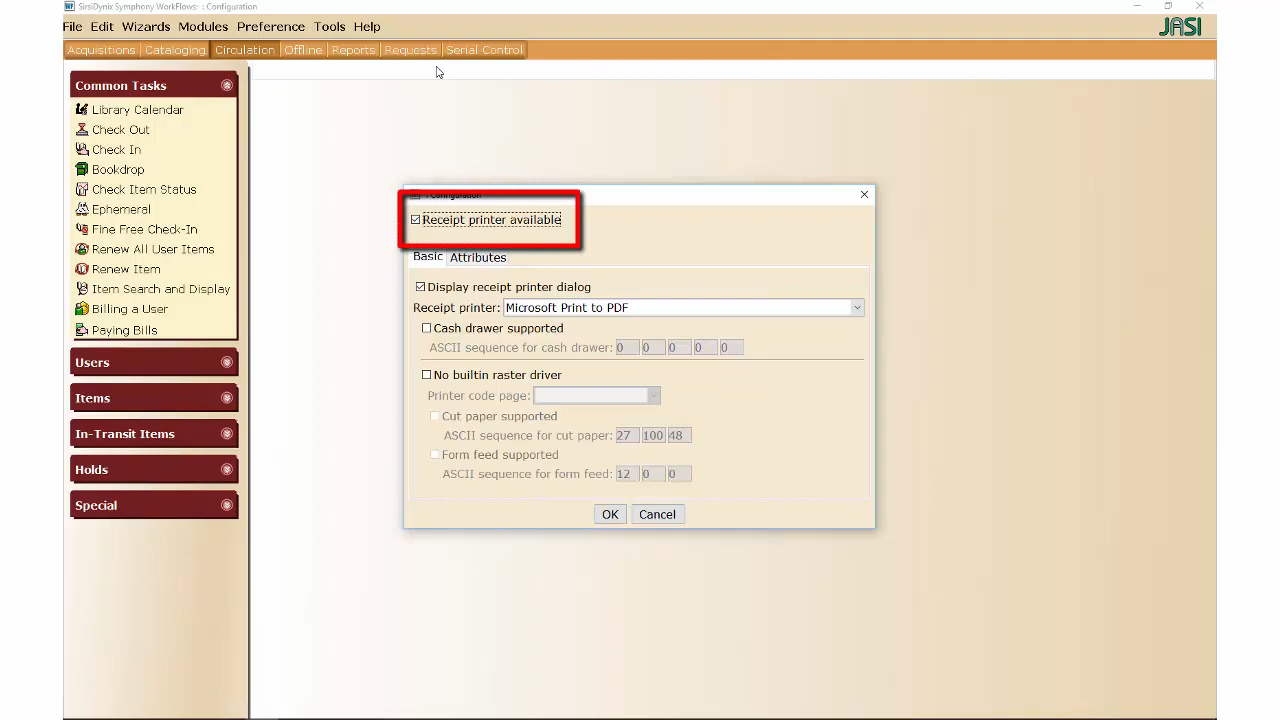 SirsiDynix Symphony WorkFlows: : Configuration
File Edit Wizards Modules Preference Tools Help
JASI
Acquisitions Cataloging Circulation Offline Reports Requests Serial Control
Common Tasks
Library Calendar
Check Out
Check In
Bookdrop
Check Item Status
Ephemeral
Fine Free Check-In
Renew All User Items
Renew Item
Item Search and Display
Billing a User
Paying Bills
Users
Items
In-Transit Items
Holds
Special
: Configuration
Receipt printer available
Basic Attributes
Display receipt printer dialog
Receipt printer: Microsoft Print to PDF
Cash drawer supported
ASCII sequence for cash drawer: 0 0 0 0 0
No builtin raster driver
Printer code page:
Cut paper supported
ASCII sequence for cut paper: 27 100 48
Form feed supported
ASCII sequence for form feed: 12 0 0
OK Cancel